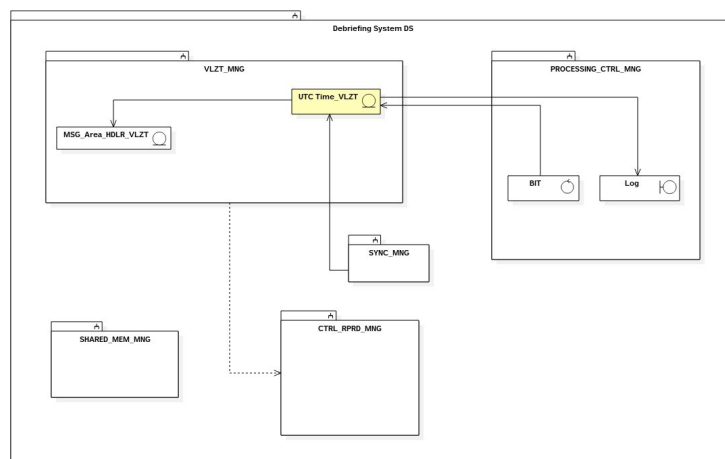 Debriefing System DS
VLZT_MNG
PROCESSING_CTRL_MNG
UTC Time_VLZT
MSG_Area_HDLR_VLZT
BIT
Log
SYNC_MNG
CTRL_RPRD_MNG
SHARED_MEM_MNG